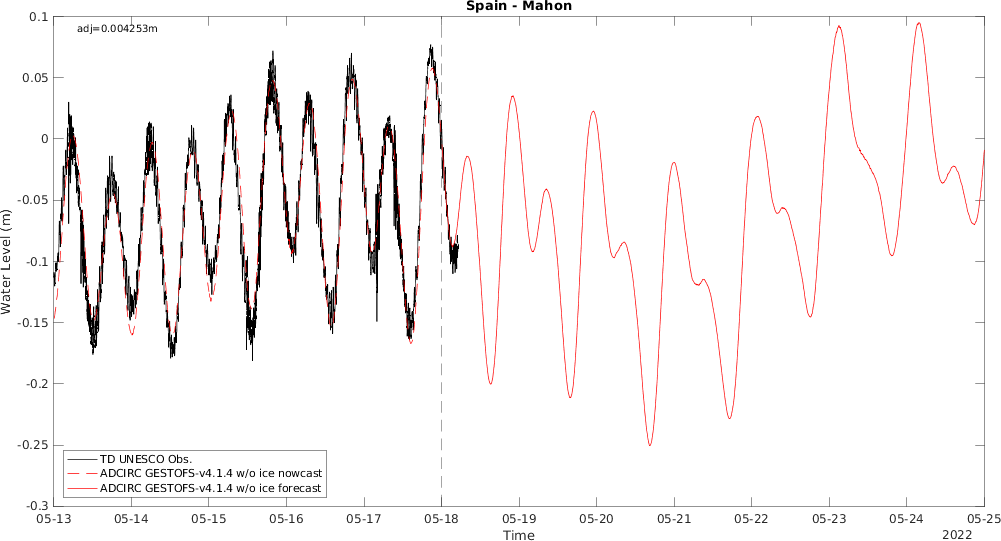 Spain - Mahon
adj=0.004253m
0.1
0.05
0
-0.05
-0.1
-0.15
-0.2
-0.25
-0.3
Water Level (m)
TD UNESCO Obs.
ADCIRC GESTOFS-v4.1.4 w/o ice nowcast
ADCIRC GESTOFS-v4.1.4 w/o ice forecast
05-13 05-14 05-15 05-16 05-17 05-18 05-19 05-20 05-21 05-22 05-23 05-24 05-25
Time
2022